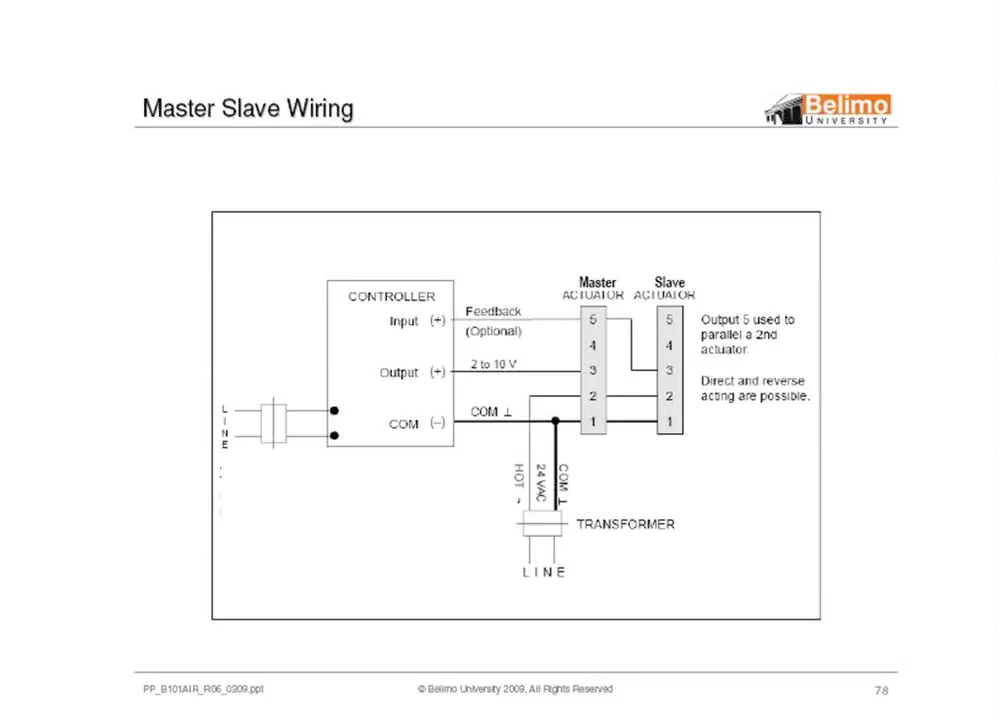 Master Slave Wiring
Belimo
UNIVERSITY
Master Slave
ACTUATOR ACTUATOR
CONTROLLER
Input (+)
Feedback
(Optional)
Output (+)
2 to 10 V
COM (–)
COM ⊥
5
4
3
2
1
5
4
3
2
1
Output 5 used to
parallel a 2nd
actuator.
Direct and reverse
acting are possible.
LINE
HOT ~
24 VAC
COM ⊥
TRANSFORMER
LINE
PP_B101AIR_R06_0309.ppt
© Belimo University 2009, All Rights Reserved
78